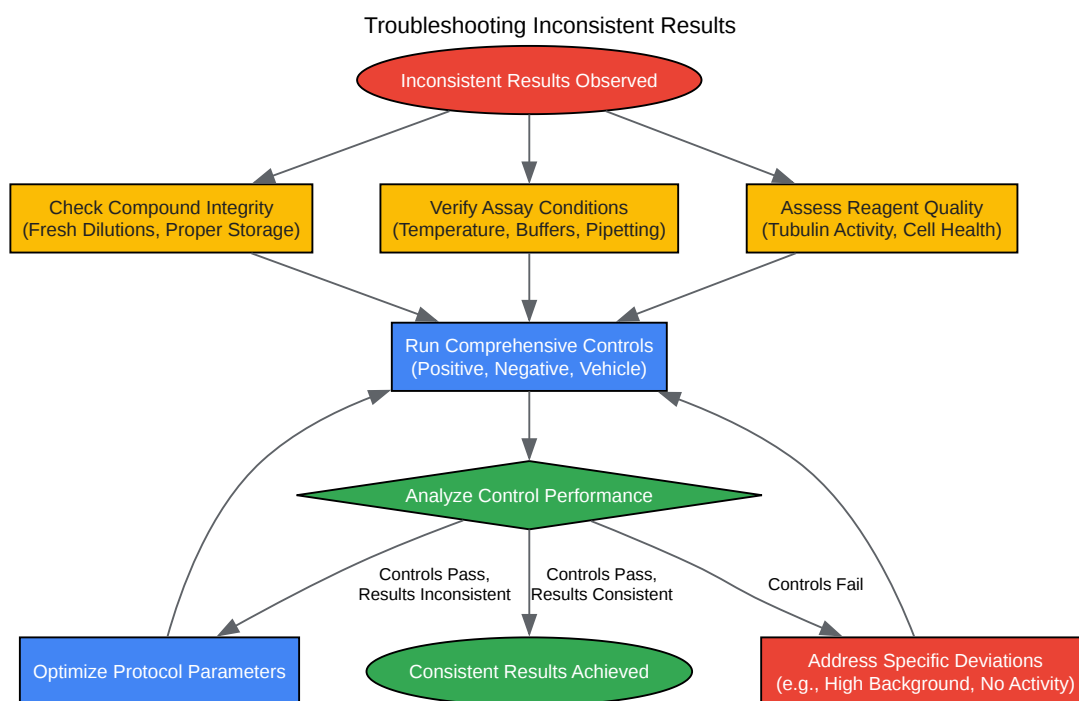 Troubleshooting Inconsistent Results
Inconsistent Results Observed
Check Compound Integrity
(Fresh Dilutions, Proper Storage)
Verify Assay Conditions
(Temperature, Buffers, Pipetting)
Assess Reagent Quality
(Tubulin Activity, Cell Health)
Run Comprehensive Controls
(Positive, Negative, Vehicle)
Analyze Control Performance
Controls Pass,
Results Inconsistent
Controls Pass,
Results Consistent
Controls Fail
Optimize Protocol Parameters
Consistent Results Achieved
Address Specific Deviations
(e.g., High Background, No Activity)